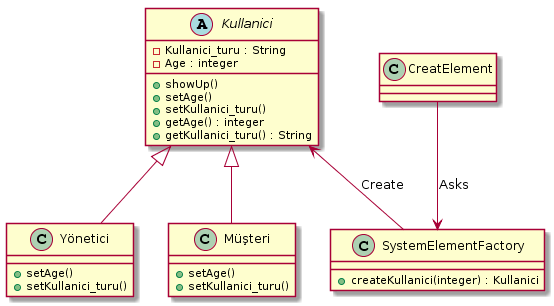 A Kullanici
Kullanici_turu : String
Age : integer
showUp()
setAge()
setKullanici_turu()
getAge() : integer
getKullanici_turu() : String
C CreatElement
Create
Asks
C Yönetici
setAge()
setKullanici_turu()
C Müşteri
setAge()
setKullanici_turu()
C SystemElementFactory
createKullanici(integer) : Kullanici